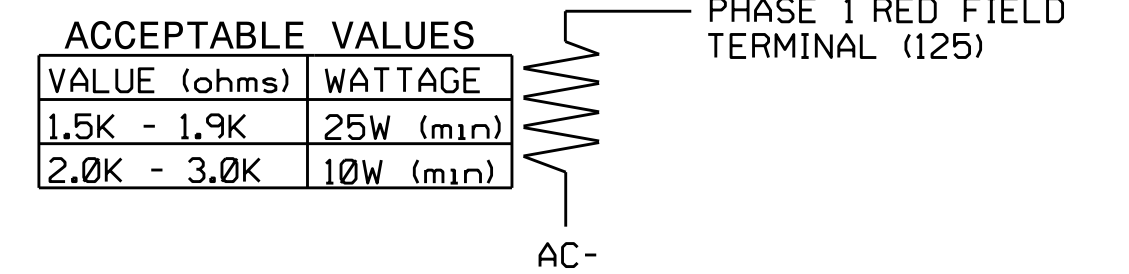 PHASE 1 RED FIELD
TERMINAL (125)
ACCEPTABLE VALUES
VALUE (ohms) WATTAGE
1.5K - 1.9K 25W (min)
2.0K - 3.0K 10W (min)
AC-